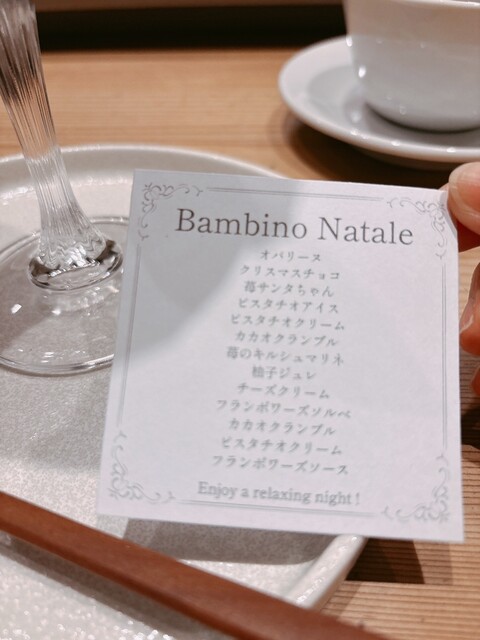 Bambino Natale
オパリーヌ
クリスマスチョコ
苺サンタちゃん
ピスタチオアイス
ピスタチオクリーム
カカオクランブル
苺のキルシュマリネ
柚子ジュレ
チーズクリーム
フランボワーズソルベ
カカオクランブル
ピスタチオクリーム
フランボワーズソース
Enjoy a relaxing night !